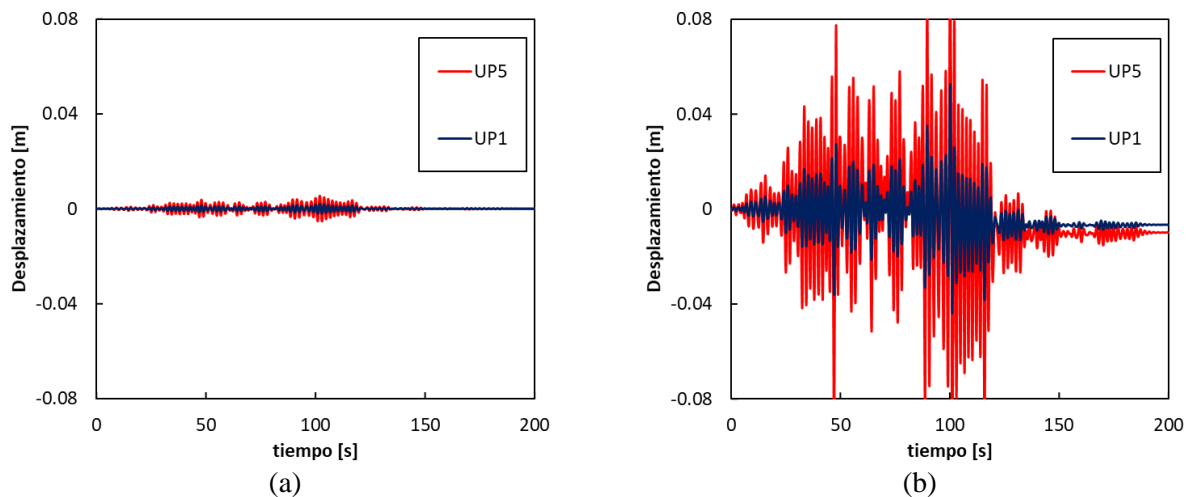 0.08
0.04
0
-0.04
-0.08
Desplazamiento [m]
UP5
UP1
0 50 100 150 200
tiempo [s]
(a)
0.08
0.04
0
-0.04
-0.08
Desplazamiento [m]
UP5
UP1
0 50 100 150 200
tiempo [s]
(b)